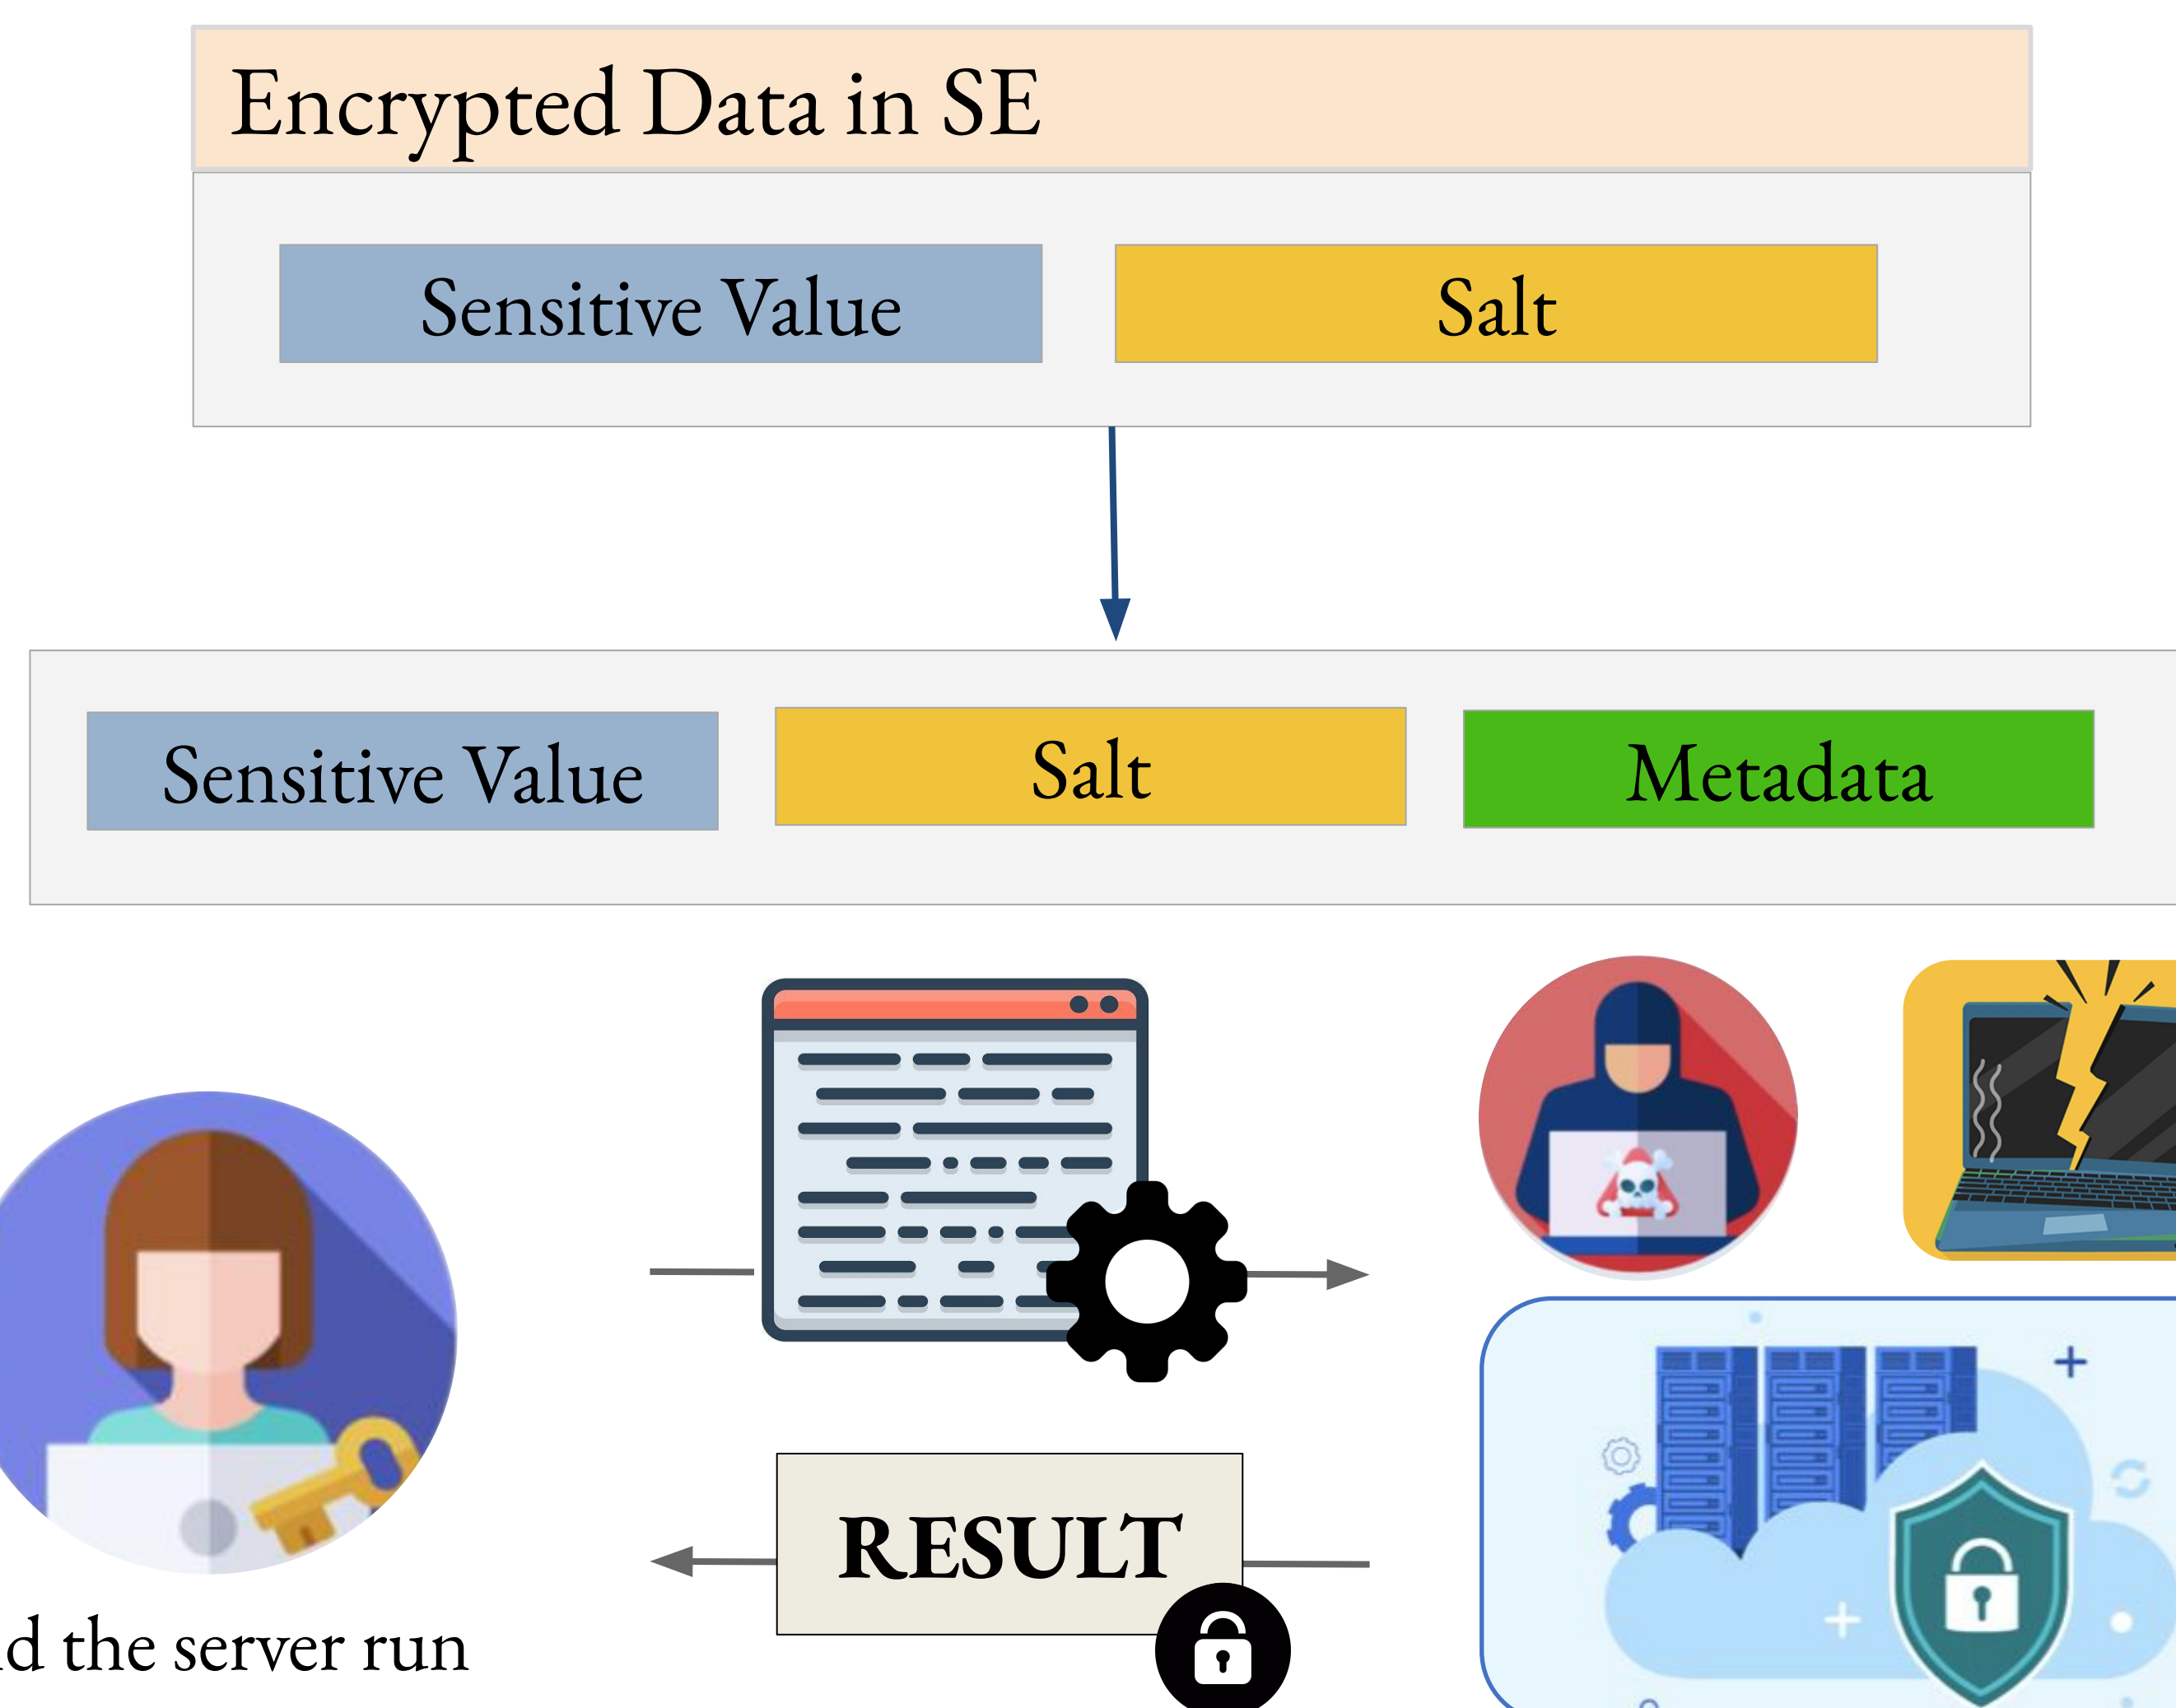 Encrypted Data in SE
Sensitive Value
Salt
Sensitive Value
Salt
Metadata
RESULT
the server run